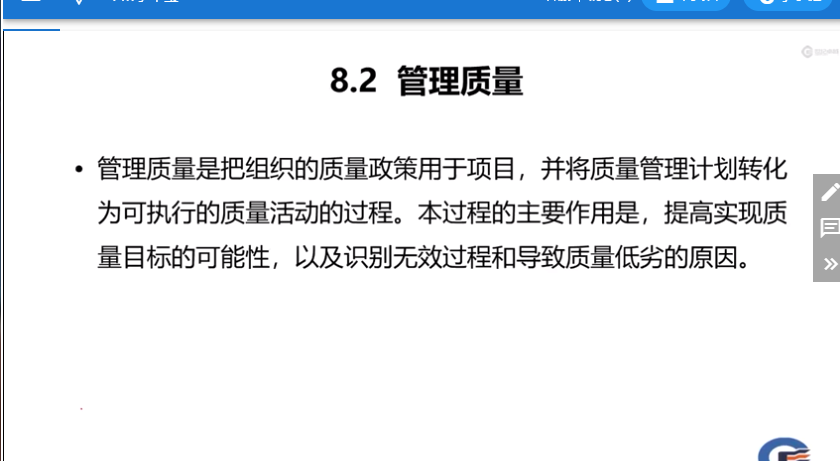 8.2 管理质量
• 管理质量是把组织的质量政策用于项目，并将质量管理计划转化
为可执行的质量活动的过程。本过程的主要作用是，提高实现质
量目标的可能性，以及识别无效过程和导致质量低劣的原因。